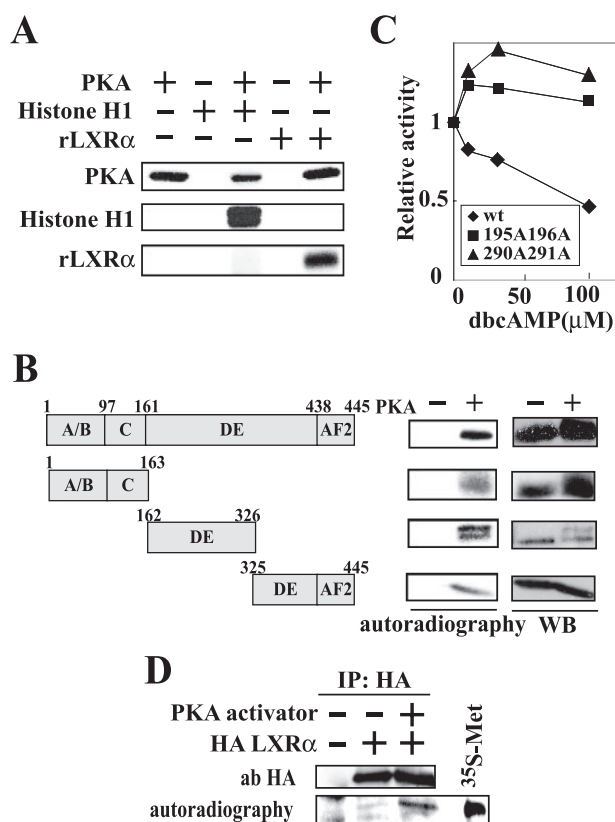 A
PKA + − + − +
Histone H1 − + + − −
rLXRα − − − + +
PKA
Histone H1
rLXRα
C
Relative activity
1
0.5
0
wt
195A196A
290A291A
0 50 100
dbcAMP(μM)
B
1 97 161 438 445
A/B C DE AF2
1 163
A/B C
162 326
DE
325 445
DE AF2
PKA − + − +
autoradiography WB
D
IP: HA
PKA activator − − +
HA LXRα − + +
35S-Met
ab HA
autoradiography